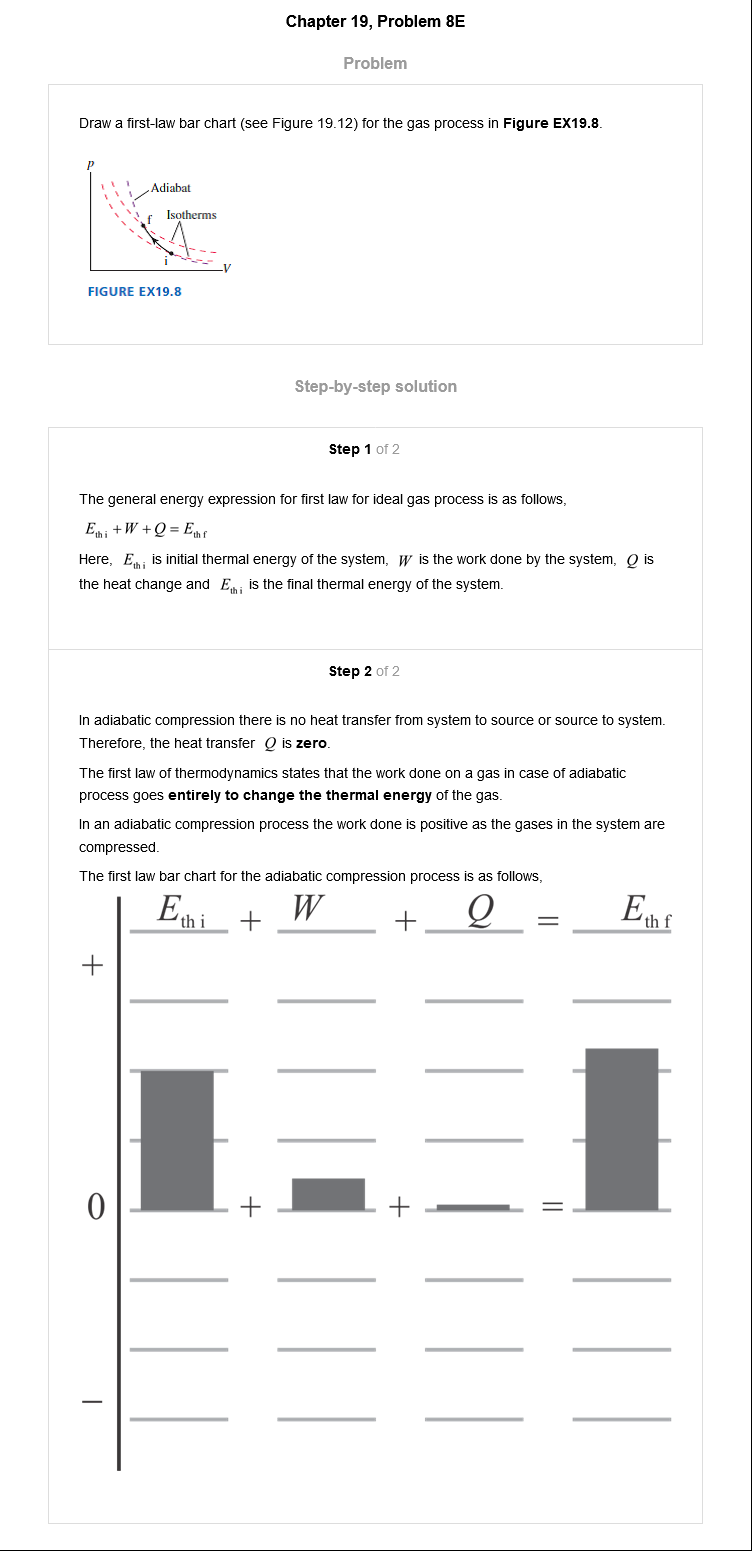 Chapter 19, Problem 8E
Problem
Draw a first-law bar chart (see Figure 19.12) for the gas process in Figure EX19.8.
p
Adiabat
f
Isotherms
i
V
FIGURE EX19.8
Step-by-step solution
Step 1 of 2
The general energy expression for first law for ideal gas process is as follows,
E_{th i} + W + Q = E_{th f}
Here, E_{th i} is initial thermal energy of the system, W is the work done by the system, Q is
the heat change and E_{th i} is the final thermal energy of the system.
Step 2 of 2
In adiabatic compression there is no heat transfer from system to source or source to system.
Therefore, the heat transfer Q is zero.
The first law of thermodynamics states that the work done on a gas in case of adiabatic
process goes entirely to change the thermal energy of the gas.
In an adiabatic compression process the work done is positive as the gases in the system are
compressed.
The first law bar chart for the adiabatic compression process is as follows,
E_{th i} + W + Q = E_{th f}
+
0 + + =
−